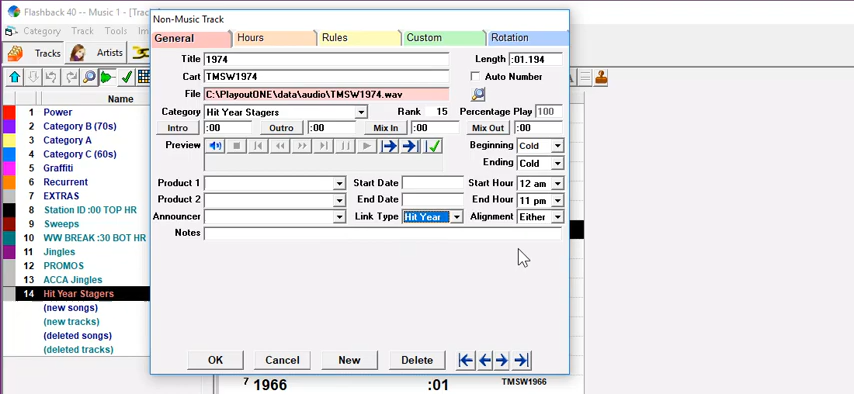 Flashback 40 -- Music 1 - [Trac
Category Track Tools Im
Tracks Artists
Name
1 Power
2 Category B (70s)
3 Category A
4 Category C (60s)
5 Graffiti
6 Recurrent
7 EXTRAS
8 Station ID :00 TOP HR
9 Sweeps
10 WW BREAK :30 BOT HR
11 Jingles
12 PROMOS
13 ACCA Jingles
14 Hit Year Stagers
(new songs)
(new tracks)
(deleted songs)
(deleted tracks)
Non-Music Track
General Hours Rules Custom Rotation
Title 1974 Length :01.194
Cart TMSW1974 Auto Number
File C:\PlayoutONE\data\audio\TMSW1974.wav
Category Hit Year Stagers Rank 15 Percentage Play 100
Intro :00 Outro :00 Mix In :00 Mix Out :00
Preview Beginning Cold
Ending Cold
Product 1 Start Date Start Hour 12 am
Product 2 End Date End Hour 11 pm
Announcer Link Type Hit Year Alignment Either
Notes
OK Cancel New Delete
7 1966 :01 TMSW1966